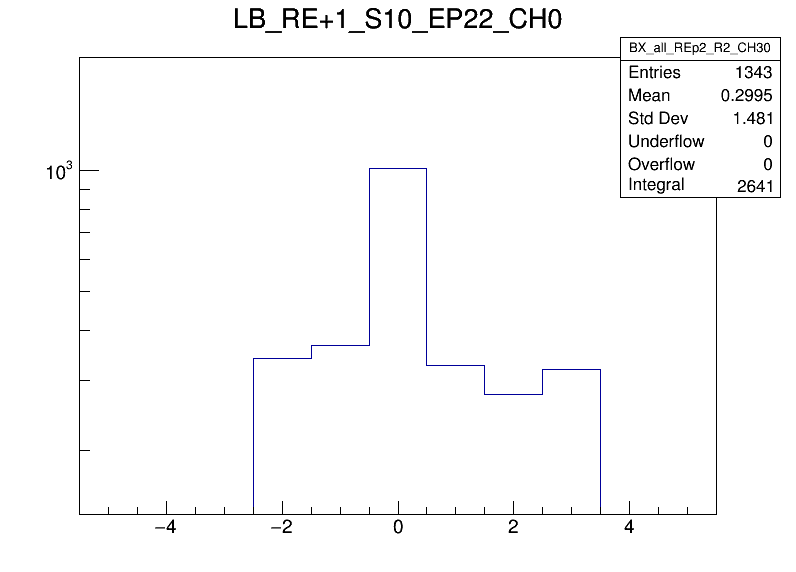 LB_RE+1_S10_EP22_CH0
BX_all_REp2_R2_CH30
Entries 1343
Mean 0.2995
Std Dev 1.481
Underflow 0
Overflow 0
Integral 2641
10³
−4 −2 0 2 4